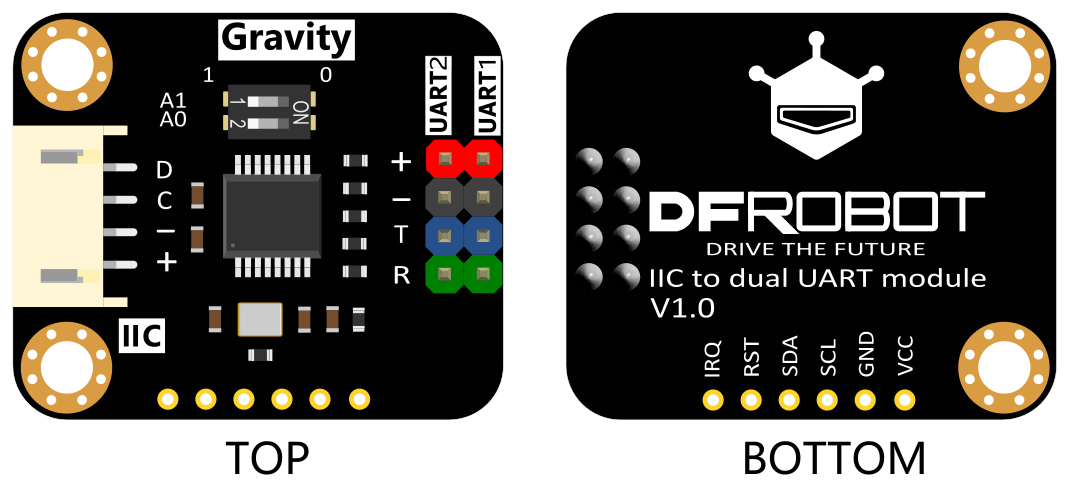 Gravity
1 0
A1
A0
1
2
ON
UART2
UART1
D
C
−
+
+
−
T
R
IIC
TOP
DFROBOT
DRIVE THE FUTURE
IIC to dual UART module
V1.0
IRQ
RST
SDA
SCL
GND
VCC
BOTTOM